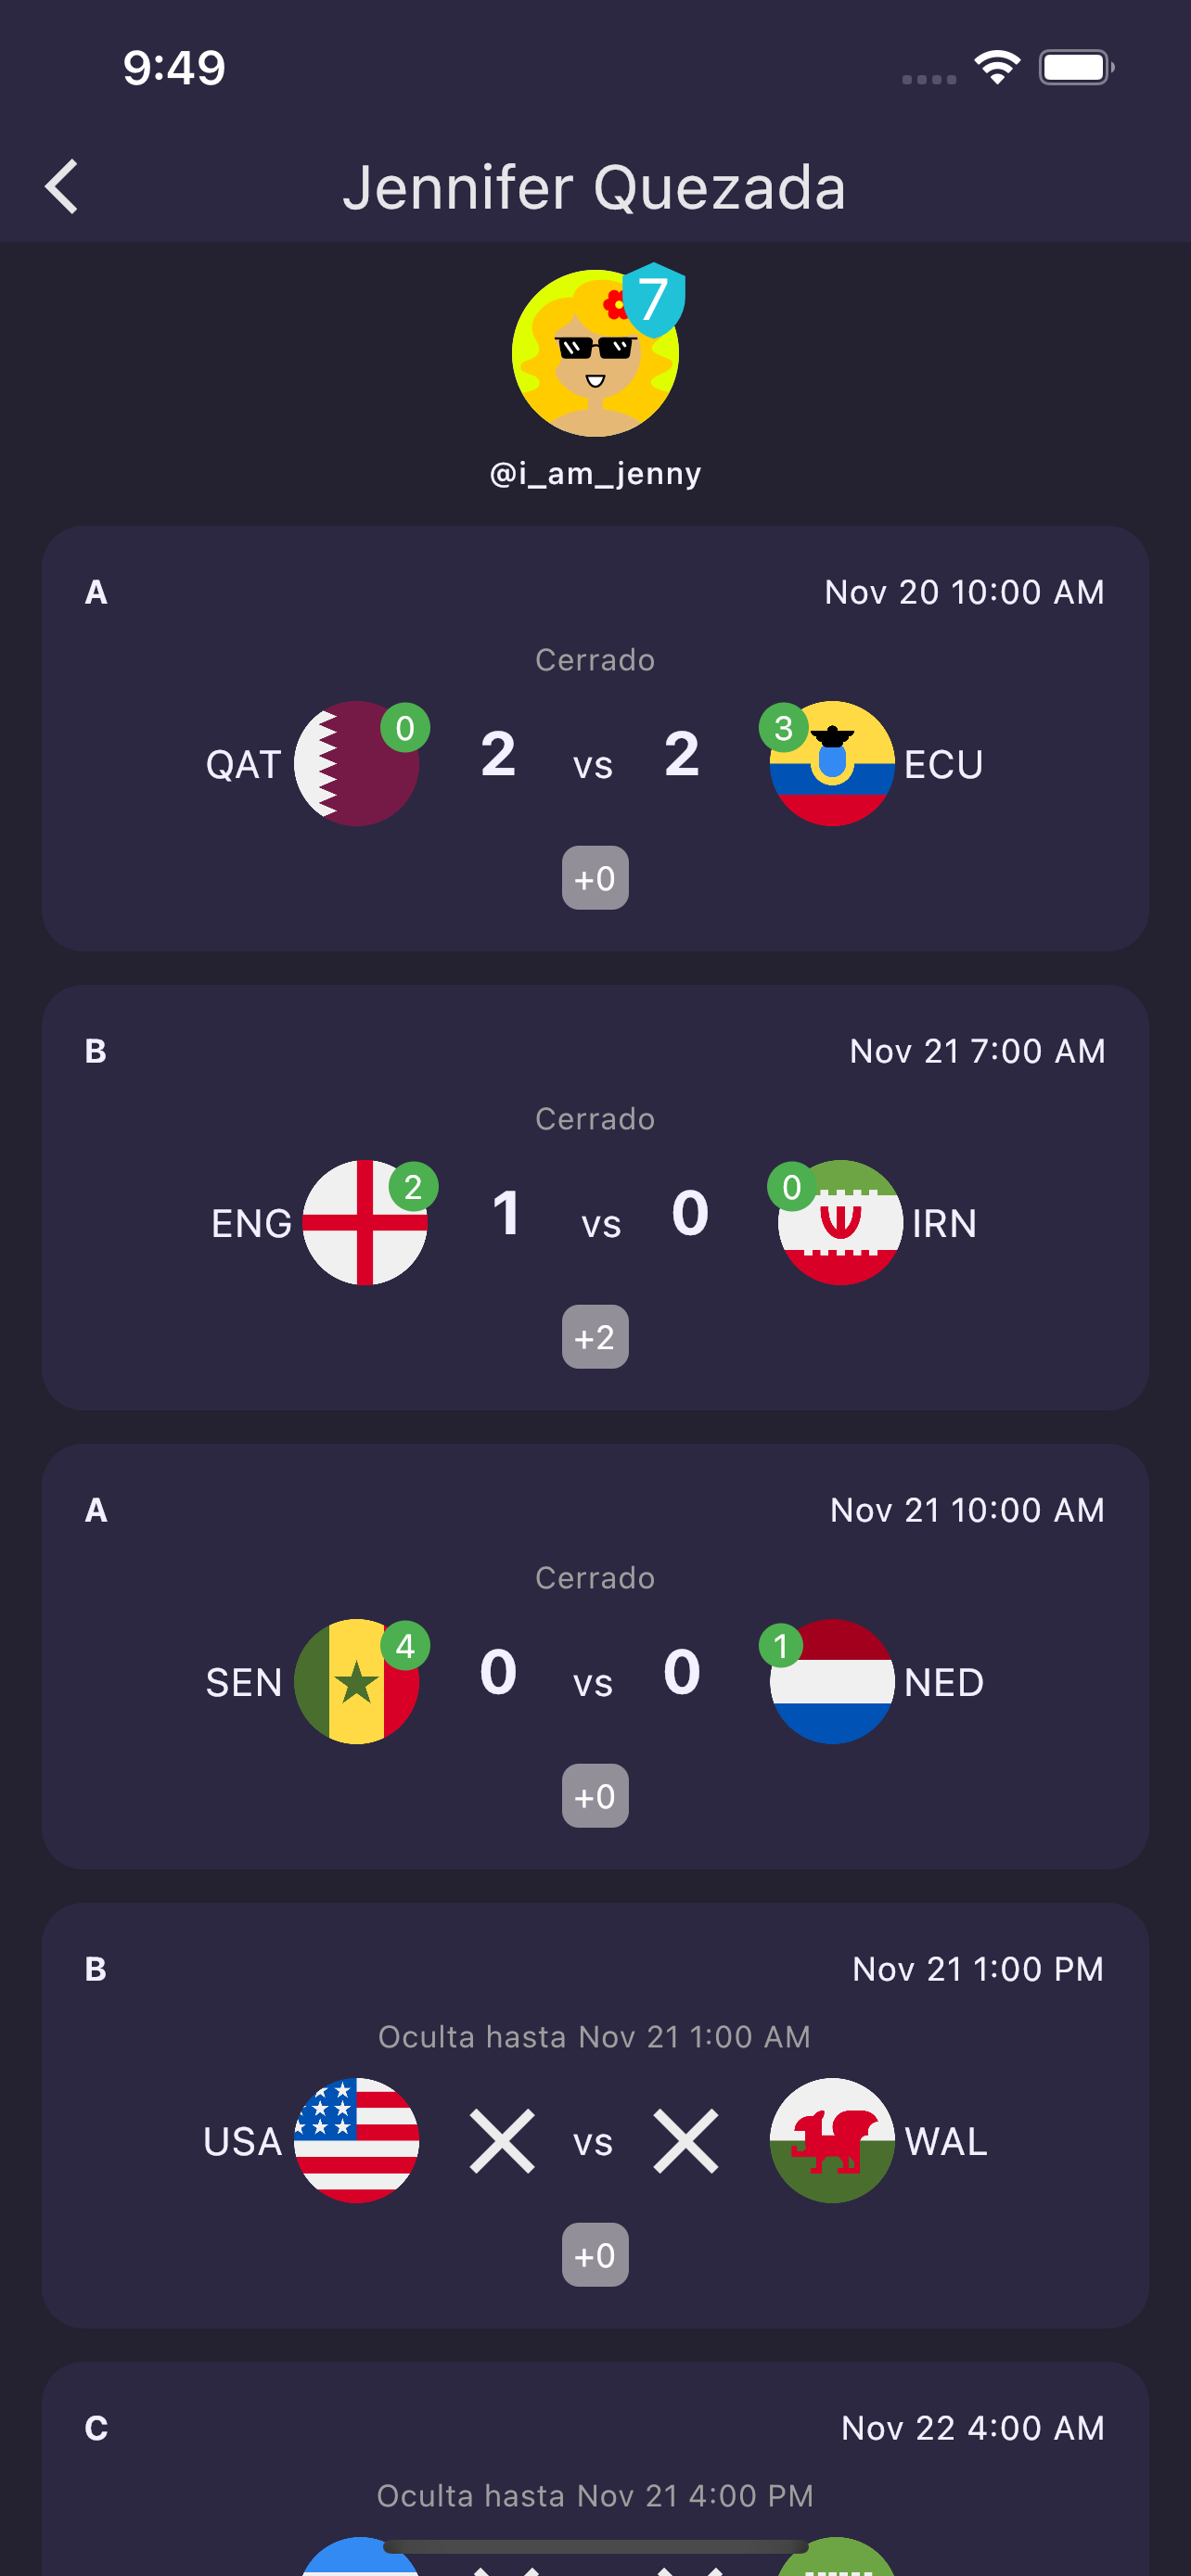 9:49
Jennifer Quezada
7
@i_am_jenny
A Nov 20 10:00 AM
Cerrado
QAT 0 2 vs 2 3 ECU
+0
B Nov 21 7:00 AM
Cerrado
ENG 2 1 vs 0 0 IRN
+2
A Nov 21 10:00 AM
Cerrado
SEN 4 0 vs 0 1 NED
+0
B Nov 21 1:00 PM
Oculta hasta Nov 21 1:00 AM
USA vs WAL
+0
C Nov 22 4:00 AM
Oculta hasta Nov 21 4:00 PM